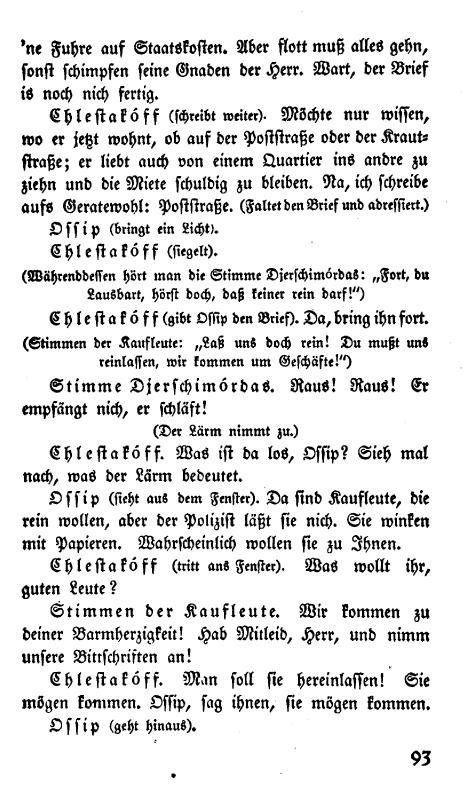 'ne Fuhre auf Staatskosten. Aber flott muß alles gehn,
sonst schimpfen seine Gnaden der Herr. Wart, der Brief
is noch nich fertig.
Chlestakóff (schreibt weiter). Möchte nur wissen,
wo er jetzt wohnt, ob auf der Poststraße oder der Kraut-
straße; er liebt auch von einem Quartier ins andre zu
ziehn und die Miete schuldig zu bleiben. Na, ich schreibe
aufs Geratewohl: Poststraße. (Faltet den Brief und adressiert.)
Ossip (bringt ein Licht).
Chlestakóff (siegelt).
(Währenddessen hört man die Stimme Djerschimórdas: „Fort, du
Lausbart, hörst doch, daß keiner rein darf!“)
Chlestakóff (gibt Ossip den Brief). Da, bring ihn fort.
(Stimmen der Kaufleute: „Laß uns doch rein! Du mußt uns
reinlassen, wir kommen um Geschäfte!“)
Stimme Djerschimórdas. Raus! Raus! Er
empfängt nich, er schläft!
(Der Lärm nimmt zu.)
Chlestakóff. Was ist da los, Ossip? Sieh mal
nach, was der Lärm bedeutet.
Ossip (sieht aus dem Fenster). Da sind Kaufleute, die
rein wollen, aber der Polizist läßt sie nich. Sie winken
mit Papieren. Wahrscheinlich wollen sie zu Ihnen.
Chlestakóff (tritt ans Fenster). Was wollt ihr,
guten Leute?
Stimmen der Kaufleute. Wir kommen zu
deiner Barmherzigkeit! Hab Mitleid, Herr, und nimm
unsere Bittschriften an!
Chlestakóff. Man soll sie hereinlassen! Sie
mögen kommen. Ossip, sag ihnen, sie mögen kommen.
Ossip (geht hinaus).
93